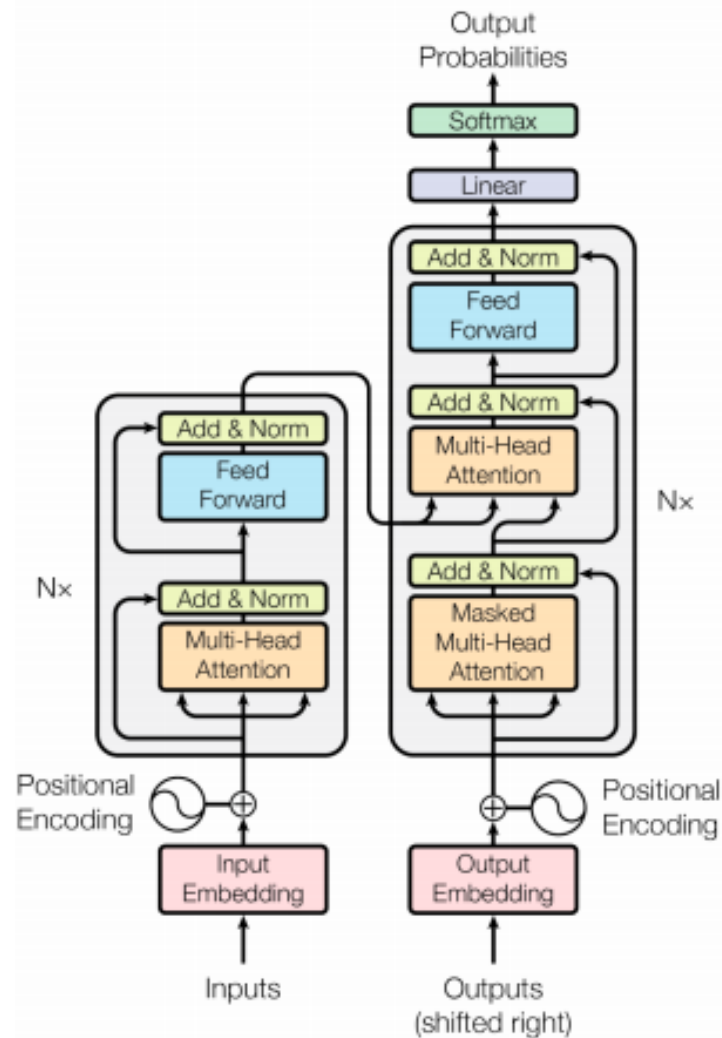 Output
Probabilities
Softmax
Linear
Add & Norm
Feed
Forward
Add & Norm
Multi-Head
Attention
Add & Norm
Masked
Multi-Head
Attention
Nx
Add & Norm
Feed
Forward
Add & Norm
Multi-Head
Attention
Nx
Positional
Encoding
Positional
Encoding
Input
Embedding
Output
Embedding
Inputs
Outputs
(shifted right)